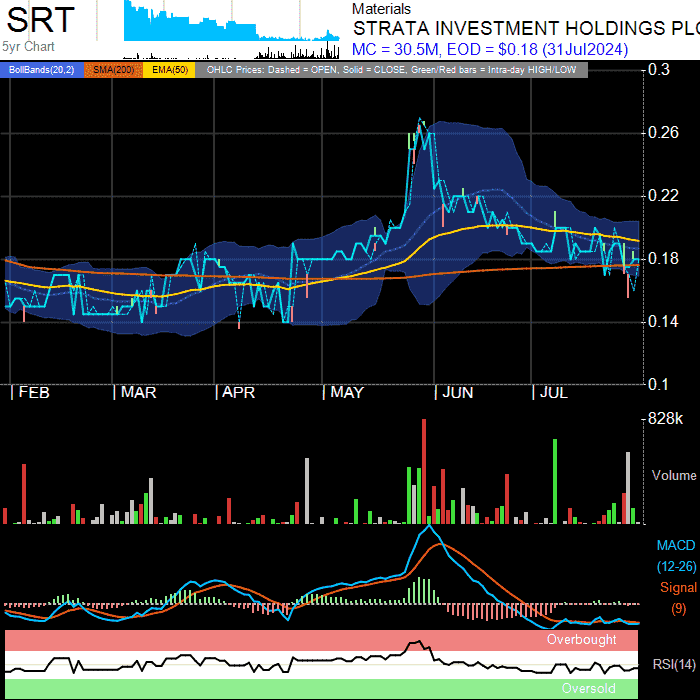 SRT
5yr Chart
Materials
STRATA INVESTMENT HOLDINGS PLC
MC = 30.5M, EOD = $0.18 (31Jul2024)
BollBands(20,2) SMA(200) EMA(50) OHLC Prices: Dashed = OPEN, Solid = CLOSE, Green/Red bars = Intra-day HIGH/LOW
0.3
0.26
0.22
0.18
0.14
0.1
FEB MAR APR MAY JUN JUL
828k
Volume
MACD
(12-26)
Signal
(9)
Overbought
RSI(14)
Oversold